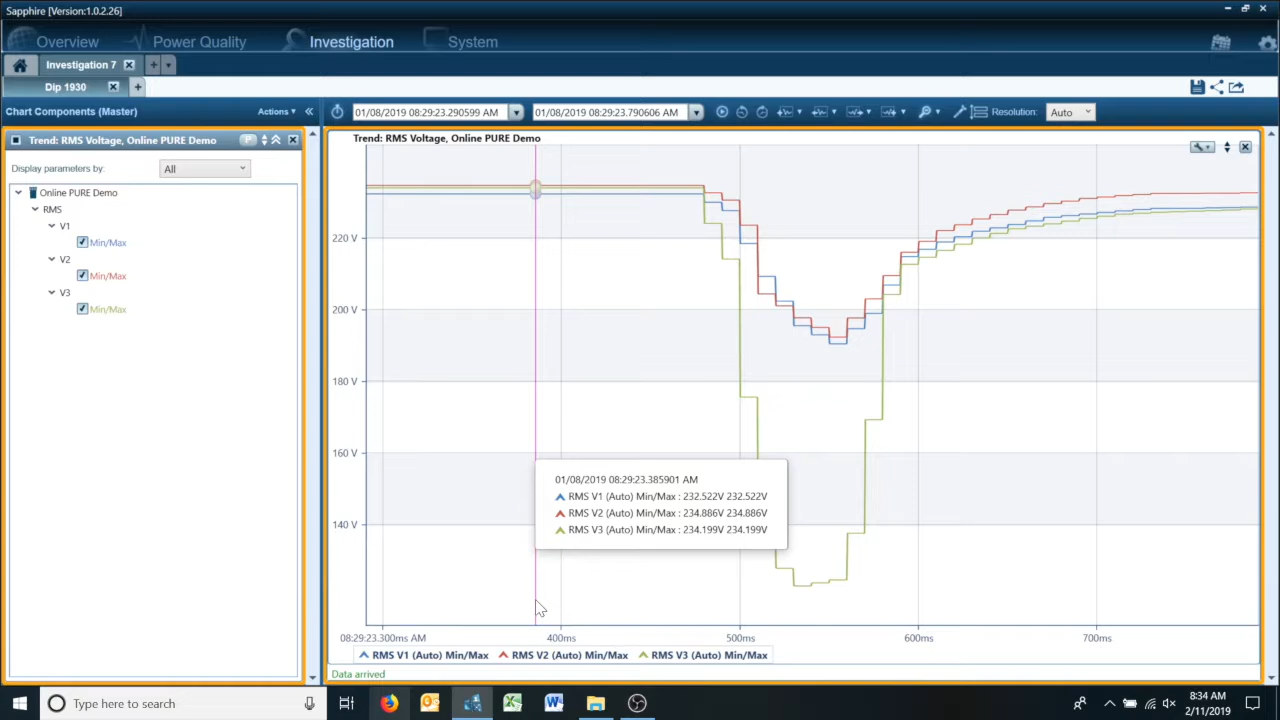 Sapphire [Version:1.0.2.26]
Overview Power Quality Investigation System
Investigation 7
Dip 1930
Chart Components (Master) Actions
01/08/2019 08:29:23.290599 AM 01/08/2019 08:29:23.790606 AM Resolution: Auto
Trend: RMS Voltage, Online PURE Demo P
Display parameters by: All
Online PURE Demo
RMS
V1
Min/Max
V2
Min/Max
V3
Min/Max
Trend: RMS Voltage, Online PURE Demo
220 V
200 V
180 V
160 V
140 V
01/08/2019 08:29:23.385901 AM
RMS V1 (Auto) Min/Max : 232.522V 232.522V
RMS V2 (Auto) Min/Max : 234.886V 234.886V
RMS V3 (Auto) Min/Max : 234.199V 234.199V
08:29:23.300ms AM 400ms 500ms 600ms 700ms
RMS V1 (Auto) Min/Max RMS V2 (Auto) Min/Max RMS V3 (Auto) Min/Max
Data arrived
Type here to search
8:34 AM
2/11/2019